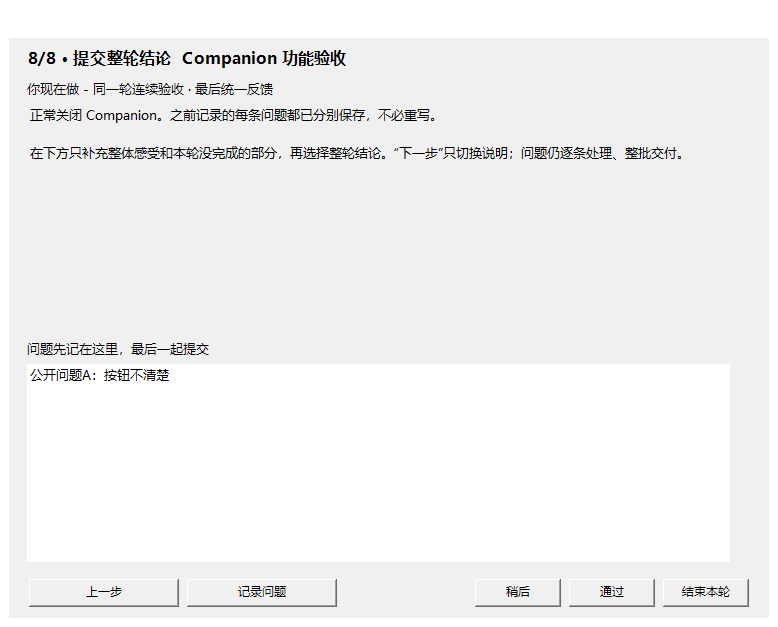 8/8 • 提交整轮结论  Companion 功能验收
你现在做 - 同一轮连续验收 · 最后统一反馈
正常关闭 Companion。之前记录的每条问题都已分别保存，不必重写。
在下方只补充整体感受和本轮没完成的部分，再选择整轮结论。“下一步”只切换说明；问题仍逐条处理、整批交付。
问题先记在这里，最后一起提交
公开问题A：按钮不清楚
上一步 记录问题 稍后 通过 结束本轮